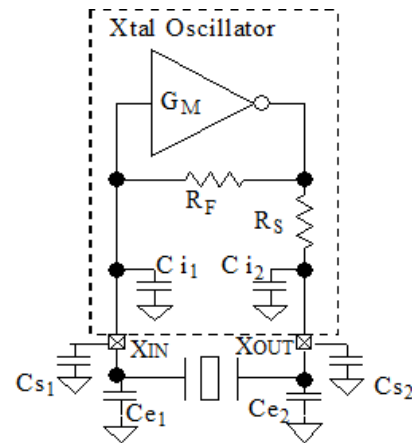 Xtal Oscillator
GM
RF
RS
Ci1 Ci2
XIN XOUT
Cs1 Cs2
Ce1 Ce2